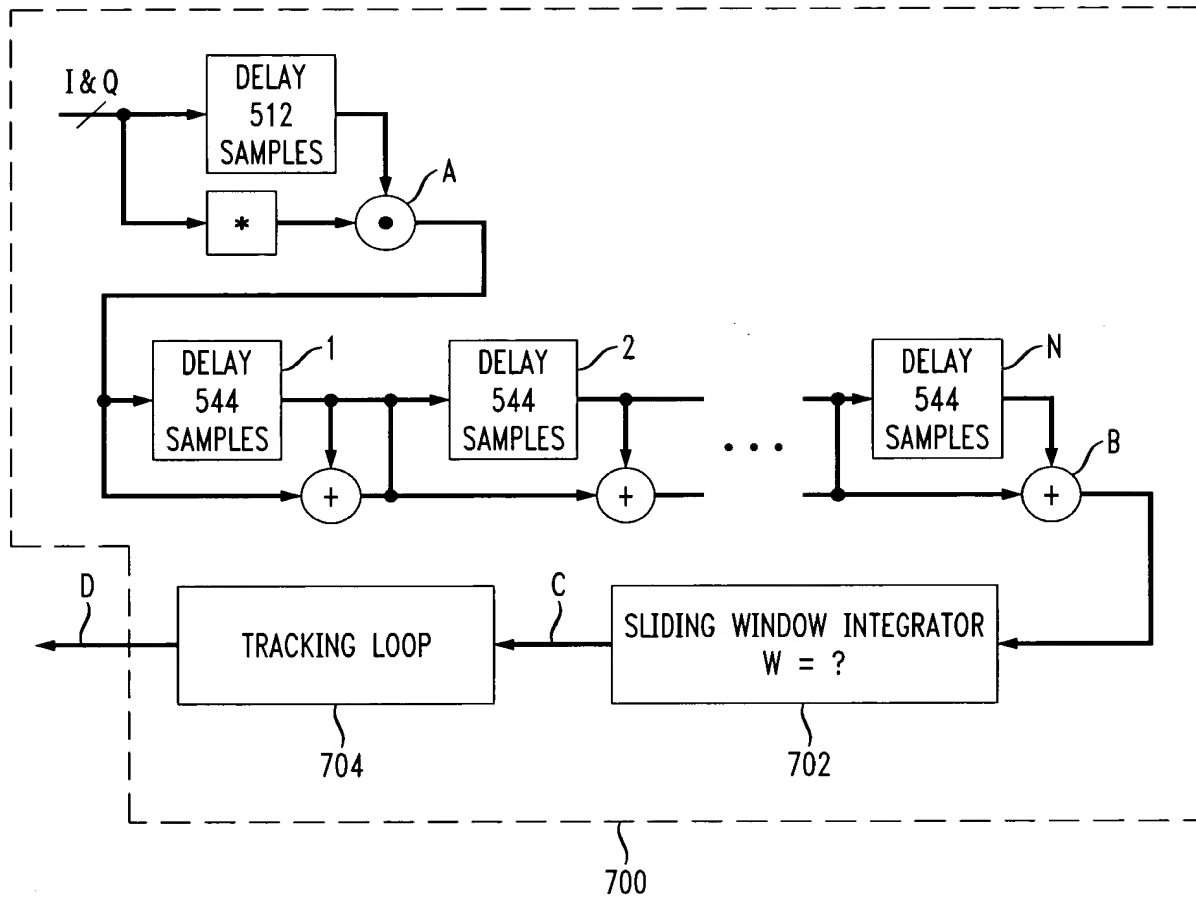 I & Q
DELAY
512
SAMPLES
A
*
DELAY
544
SAMPLES
1
DELAY
544
SAMPLES
2
DELAY
544
SAMPLES
N
+
+
• • •
+
B
D
TRACKING LOOP
C
SLIDING WINDOW INTEGRATOR
W = ?
704
702
700